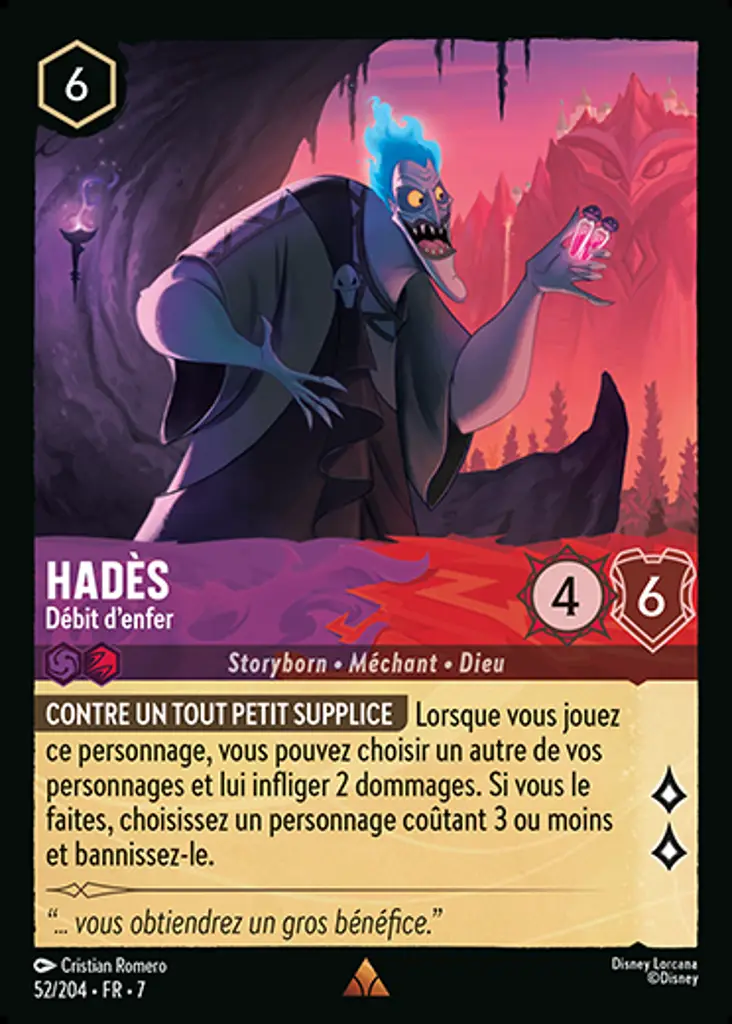 6
HADÈS
Débit d'enfer
4
6
Storyborn • Méchant • Dieu
CONTRE UN TOUT PETIT SUPPLICE Lorsque vous jouez
ce personnage, vous pouvez choisir un autre de vos
personnages et lui infliger 2 dommages. Si vous le
faites, choisissez un personnage coûtant 3 ou moins
et bannissez-le.
“... vous obtiendrez un gros bénéfice.”
Cristian Romero
Disney Lorcana
©Disney
52/204 • FR • 7